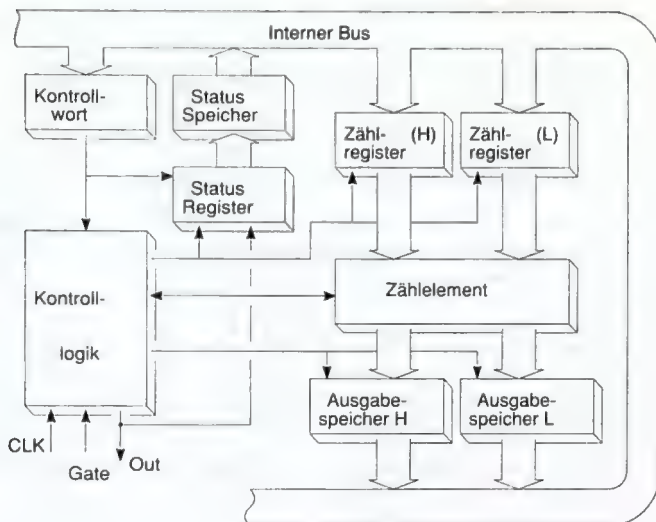 Interner Bus
Kontroll-
wort
Status
Speicher
Zähl- (H)
register
Zähl- (L)
register
Status
Register
Kontroll-
logik
Zählelement
Ausgabe-
speicher H
Ausgabe-
speicher L
CLK
Gate
Out